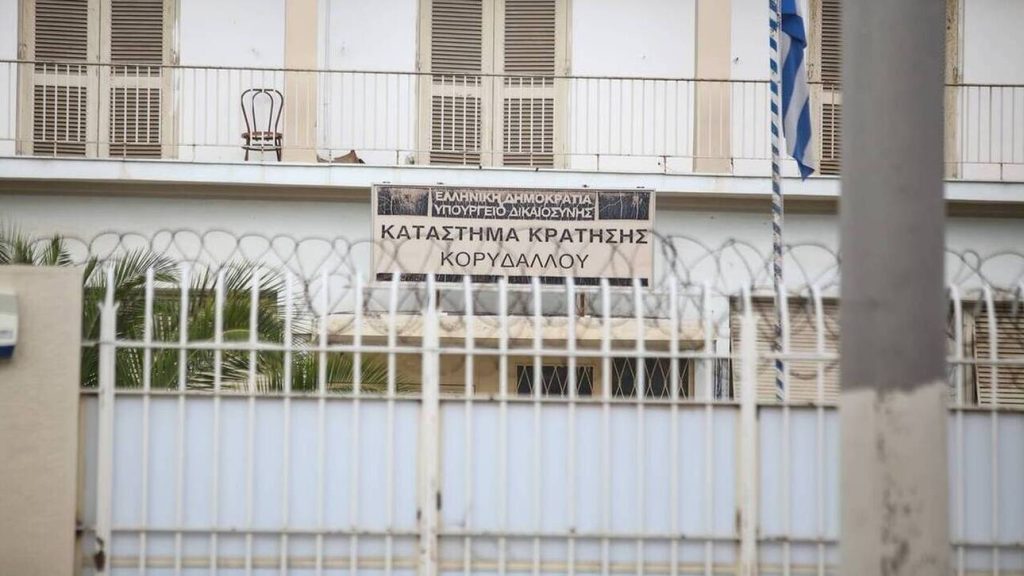 ΕΛΛΗΝΙΚΗ ΔΗΜΟΚΡΑΤΙΑ
ΥΠΟΥΡΓΕΙΟ ΔΙΚΑΙΟΣΥΝΗΣ
ΚΑΤΑΣΤΗΜΑ ΚΡΑΤΗΣΗΣ
ΚΟΡΥΔΑΛΛΟΥ